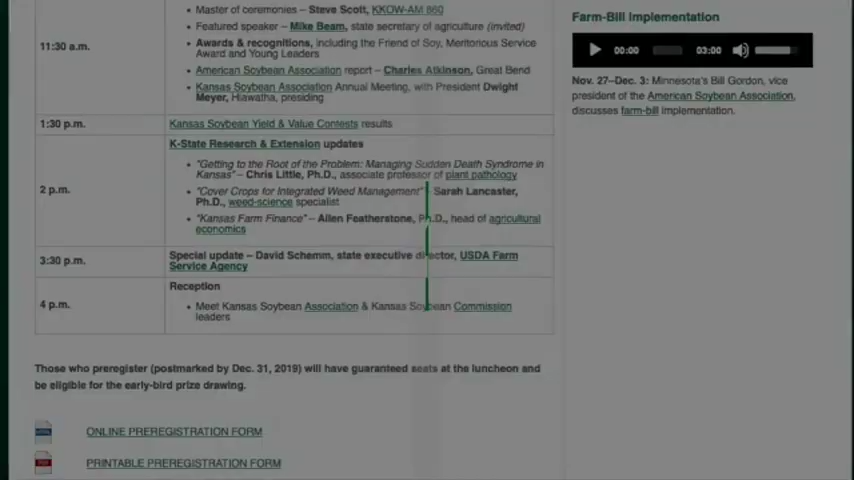 11:30 a.m.
Master of ceremonies – Steve Scott, KKOW-AM 860
Featured speaker – Mike Beam, state secretary of agriculture (invited)
Awards & recognitions, including the Friend of Soy, Meritorious Service
Award and Young Leaders
American Soybean Association report – Charles Atkinson, Great Bend
Kansas Soybean Association Annual Meeting, with President Dwight
Meyer, Hiawatha, presiding
1:30 p.m.
Kansas Soybean Yield & Value Contests results
2 p.m.
K-State Research & Extension updates
"Getting to the Root of the Problem: Managing Sudden Death Syndrome in
Kansas" – Chris Little, Ph.D., associate professor of plant pathology
"Cover Crops for Integrated Weed Management" – Sarah Lancaster,
Ph.D., weed-science specialist
"Kansas Farm Finance" – Allen Featherstone, Ph.D., head of agricultural
economics
3:30 p.m.
Special update – David Schemm, state executive director, USDA Farm
Service Agency
4 p.m.
Reception
Meet Kansas Soybean Association & Kansas Soybean Commission
leaders
Those who preregister (postmarked by Dec. 31, 2019) will have guaranteed seats at the luncheon and
be eligible for the early-bird prize drawing.
ONLINE PREREGISTRATION FORM
PDF
PRINTABLE PREREGISTRATION FORM
Farm-Bill Implementation
00:00 03:00
Nov. 27–Dec. 3: Minnesota's Bill Gordon, vice
president of the American Soybean Association,
discusses farm-bill implementation.